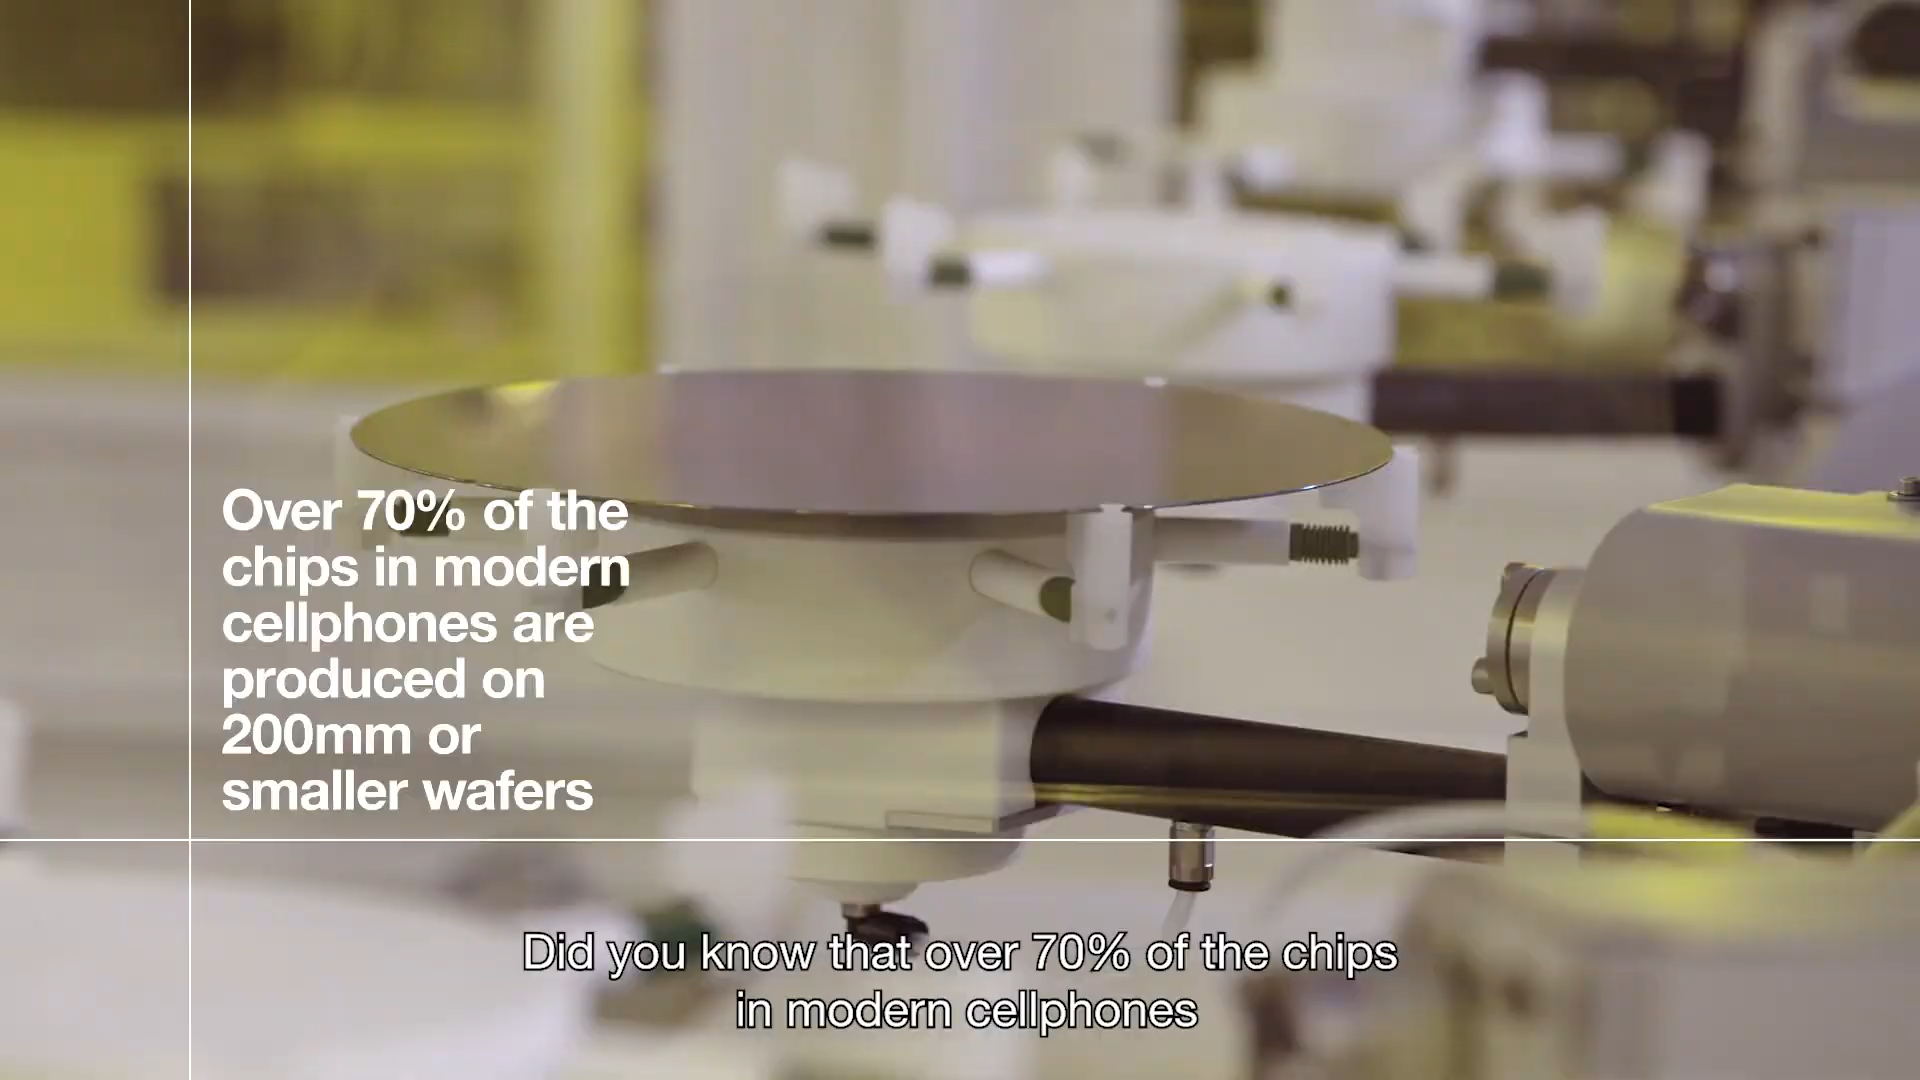 Over 70% of the
chips in modern
cellphones are
produced on
200mm or
smaller wafers
Did you know that over 70% of the chips
in modern cellphones